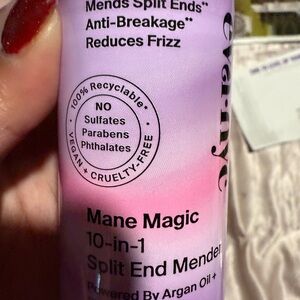 Mends Split Ends**
Anti-Breakage**
Reduces Frizz
100% Recyclable*
NO
Sulfates
Parabens
Phthalates
VEGAN + CRUELTY-FREE
eva·nyc
Mane Magic
10-in-1
Split End Mender
Powered By Argan Oil +